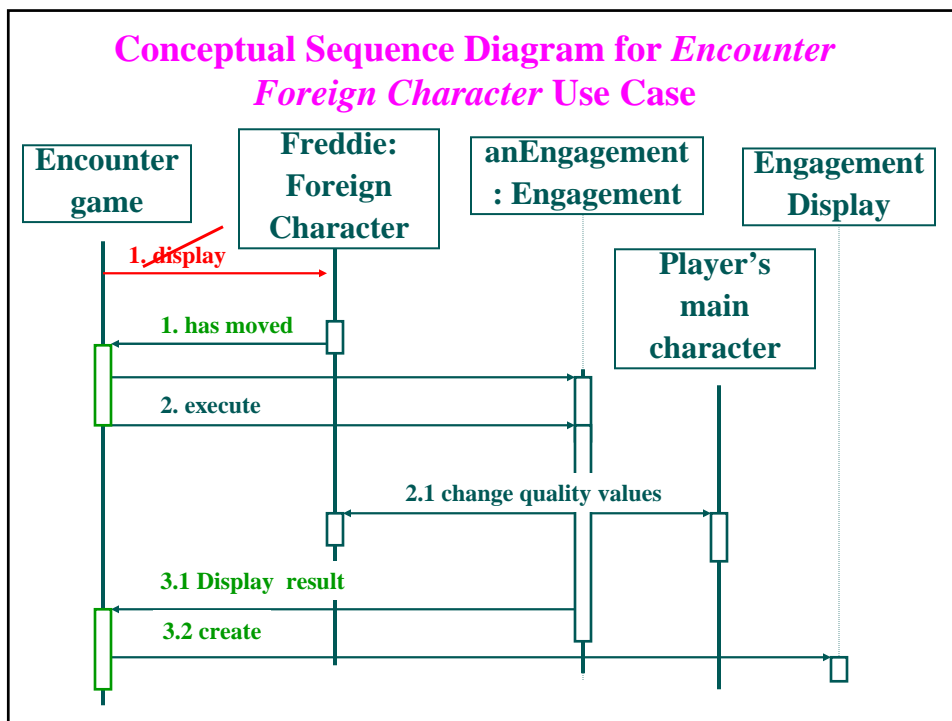 Conceptual Sequence Diagram for Encounter
Foreign Character Use Case
Encounter
game
Freddie:
Foreign
Character
anEngagement
: Engagement
Engagement
Display
Player’s
main
character
1. display
1. has moved
2. execute
2.1 change quality values
3.1 Display result
3.2 create